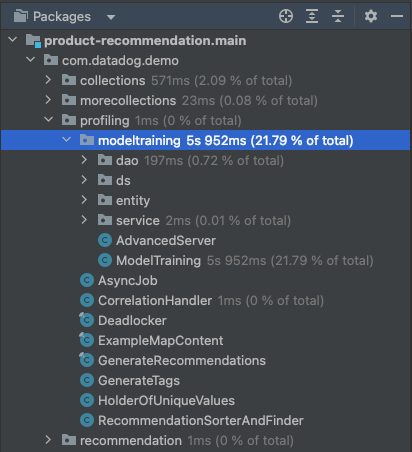 Packages
product-recommendation.main
com.datadog.demo
collections 571ms (2.09 % of total)
morecollections 23ms (0.08 % of total)
profiling 1ms (0 % of total)
modeltraining 5s 952ms (21.79 % of total)
dao 197ms (0.72 % of total)
ds
entity
service 2ms (0.01 % of total)
AdvancedServer
ModelTraining 5s 952ms (21.79 % of total)
AsyncJob
CorrelationHandler 1ms (0 % of total)
Deadlocker
ExampleMapContent
GenerateRecommendations
GenerateTags
HolderOfUniqueValues
RecommendationSorterAndFinder
recommendation 1ms (0 % of total)